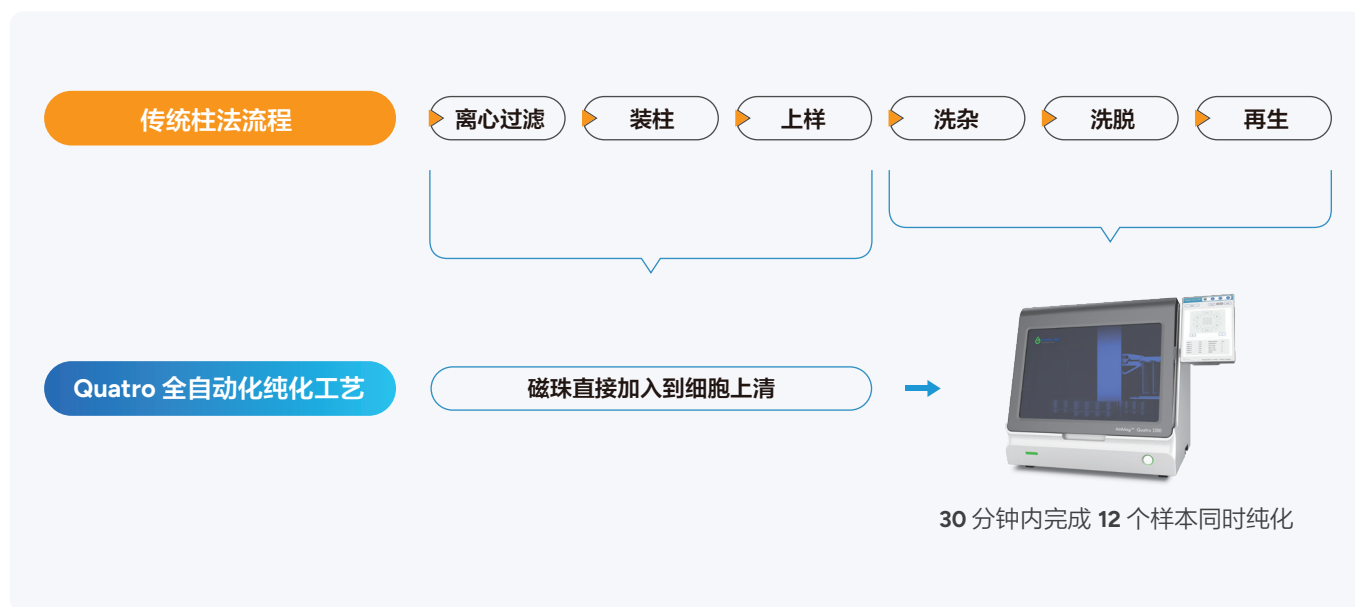 传统柱法流程
离心过滤
装柱
上样
洗杂
洗脱
再生
Quatro 全自动化纯化工艺
磁珠直接加入到细胞上清
30 分钟内完成 12 个样本同时纯化